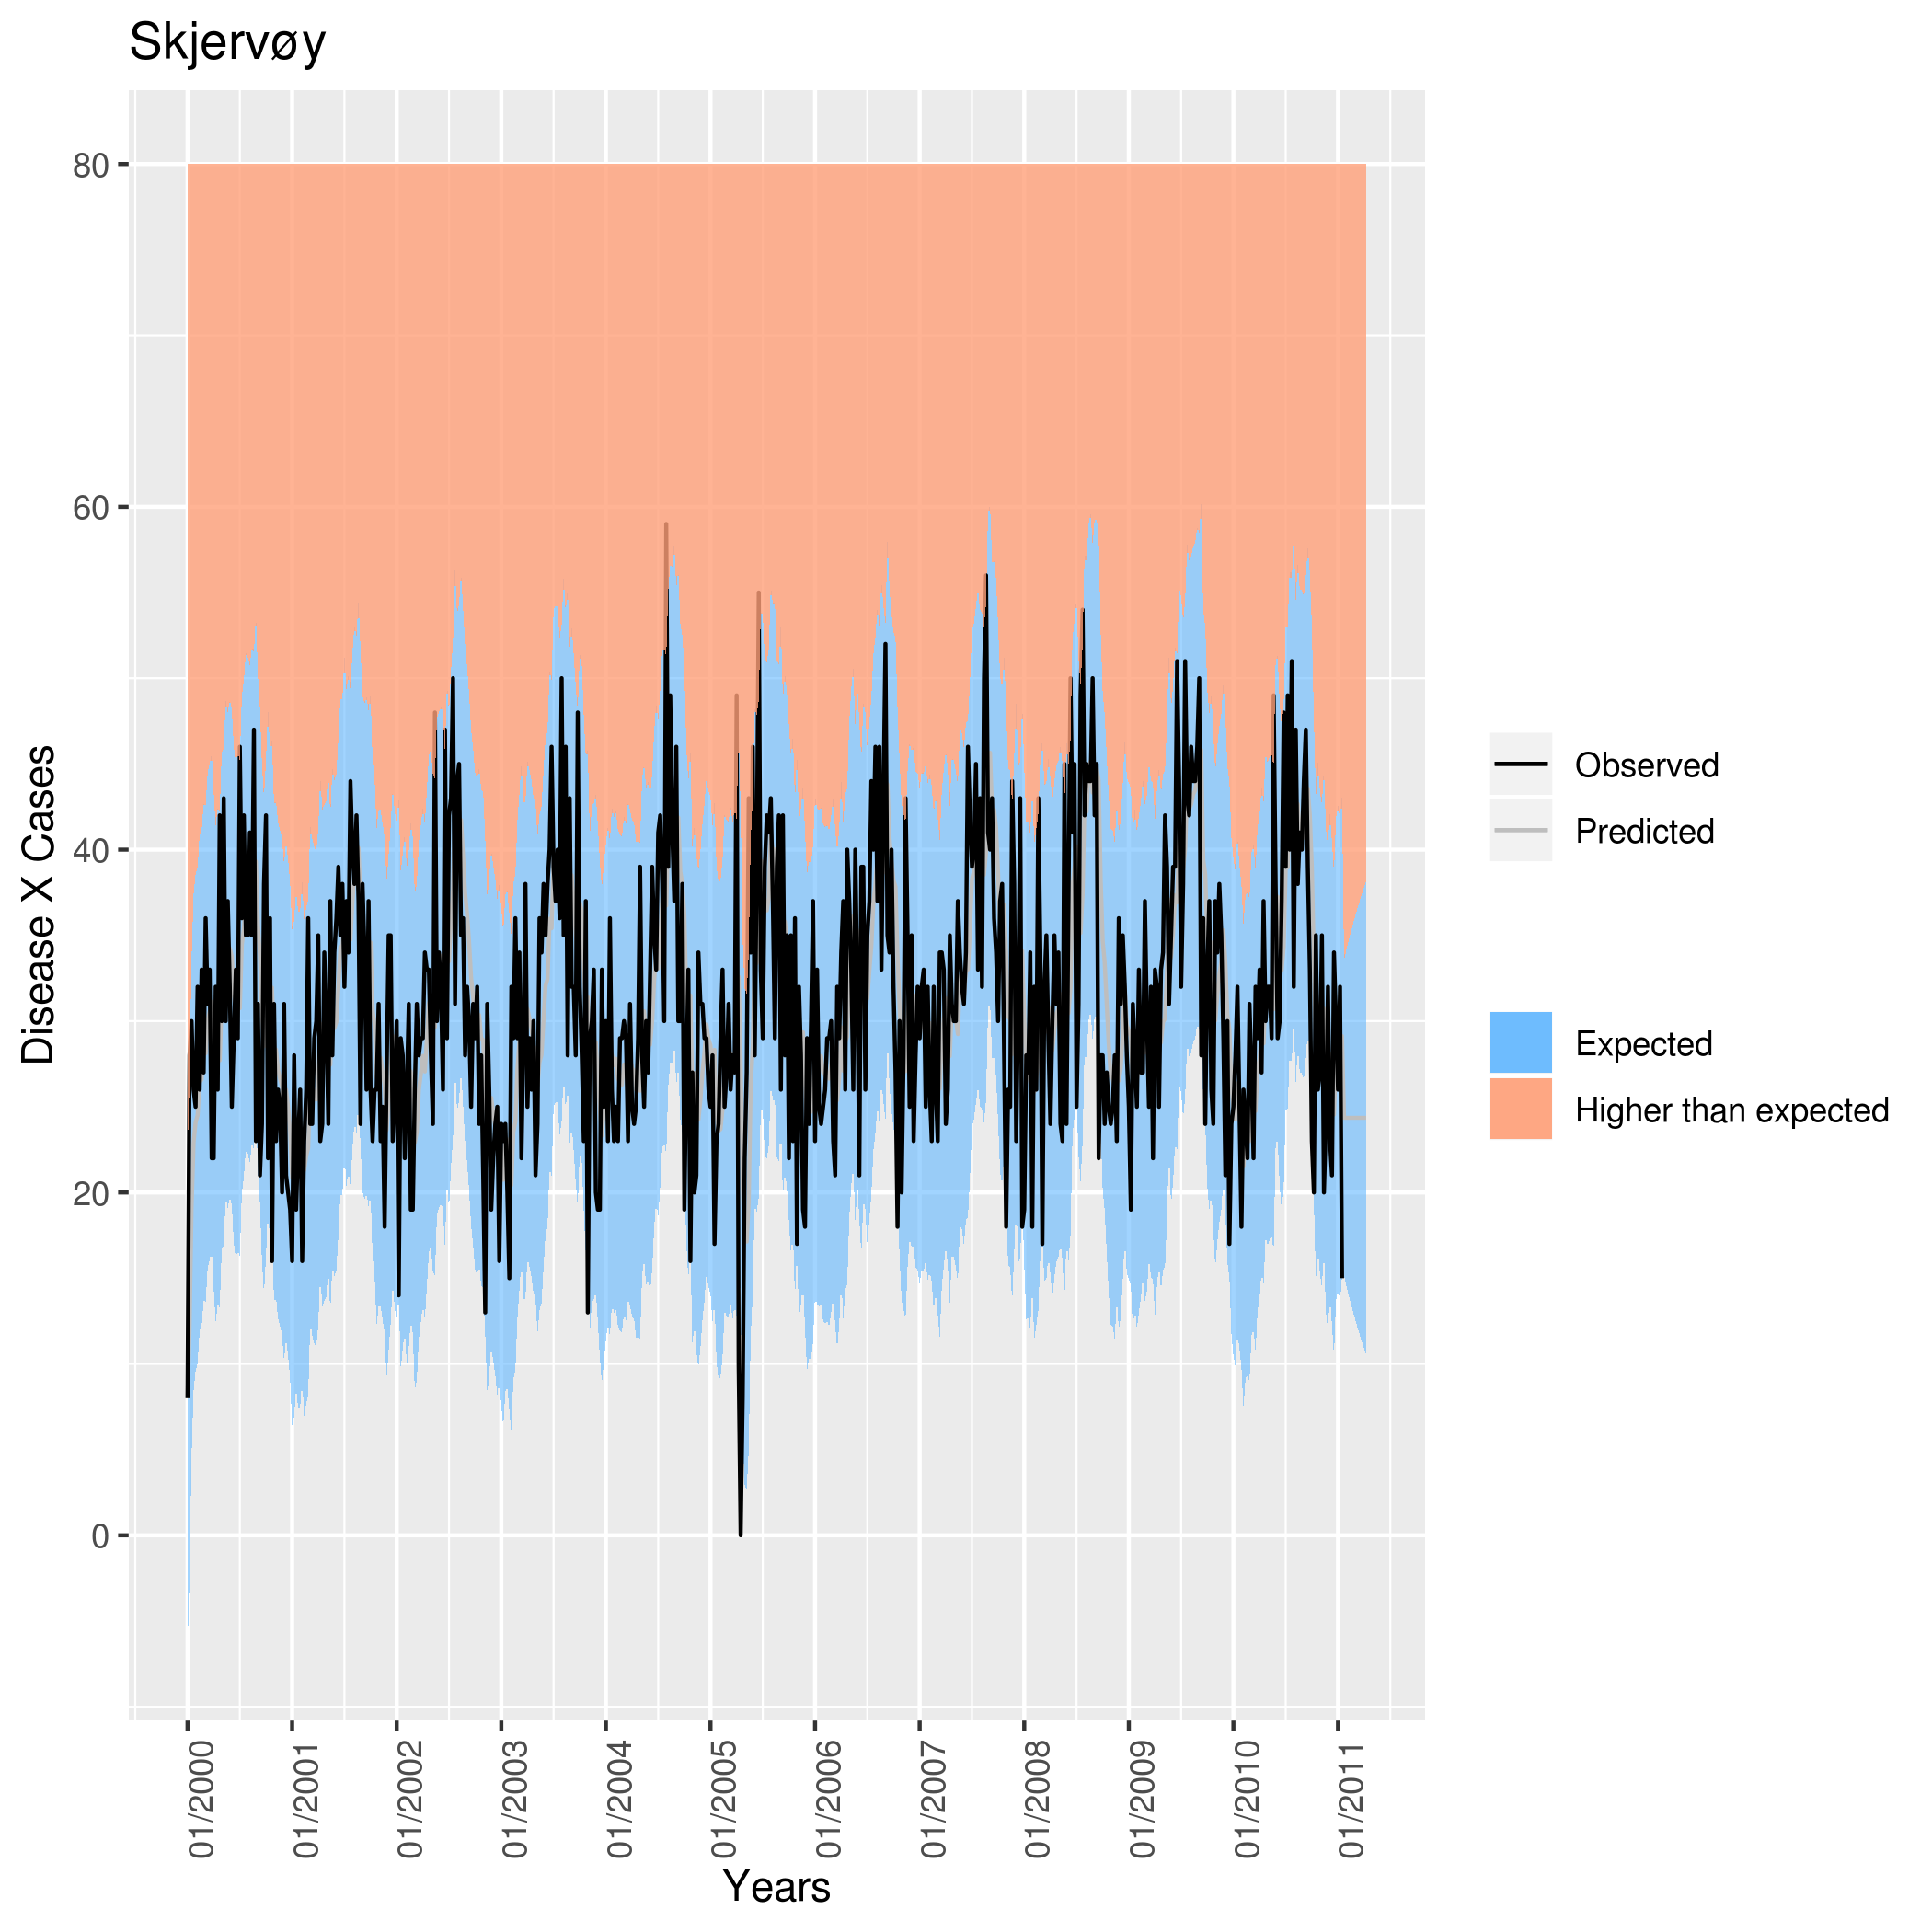 Skjervøy
Disease X Cases
80
60
40
20
0
01/2000
01/2001
01/2002
01/2003
01/2004
01/2005
01/2006
01/2007
01/2008
01/2009
01/2010
01/2011
Years
Observed
Predicted
Expected
Higher than expected